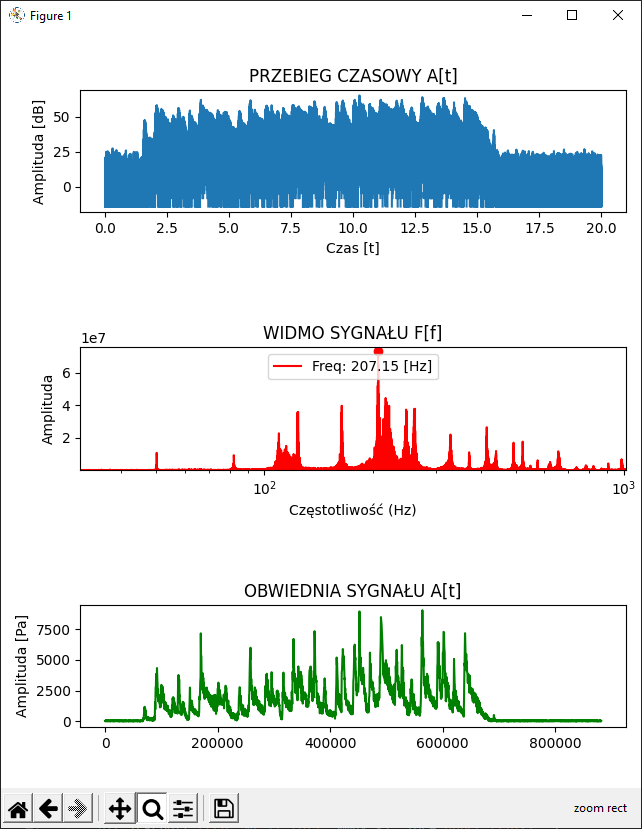 Figure 1
PRZEBIEG CZASOWY A[t]
Amplituda [dB]
50
25
0
0.0 2.5 5.0 7.5 10.0 12.5 15.0 17.5 20.0
Czas [t]
WIDMO SYGNAŁU F[f]
1e7
Freq: 207.15 [Hz]
Amplituda
6
4
2
10² 10³
Częstotliwość (Hz)
OBWIEDNIA SYGNAŁU A[t]
Amplituda [Pa]
7500
5000
2500
0
0 200000 400000 600000 800000
zoom rect